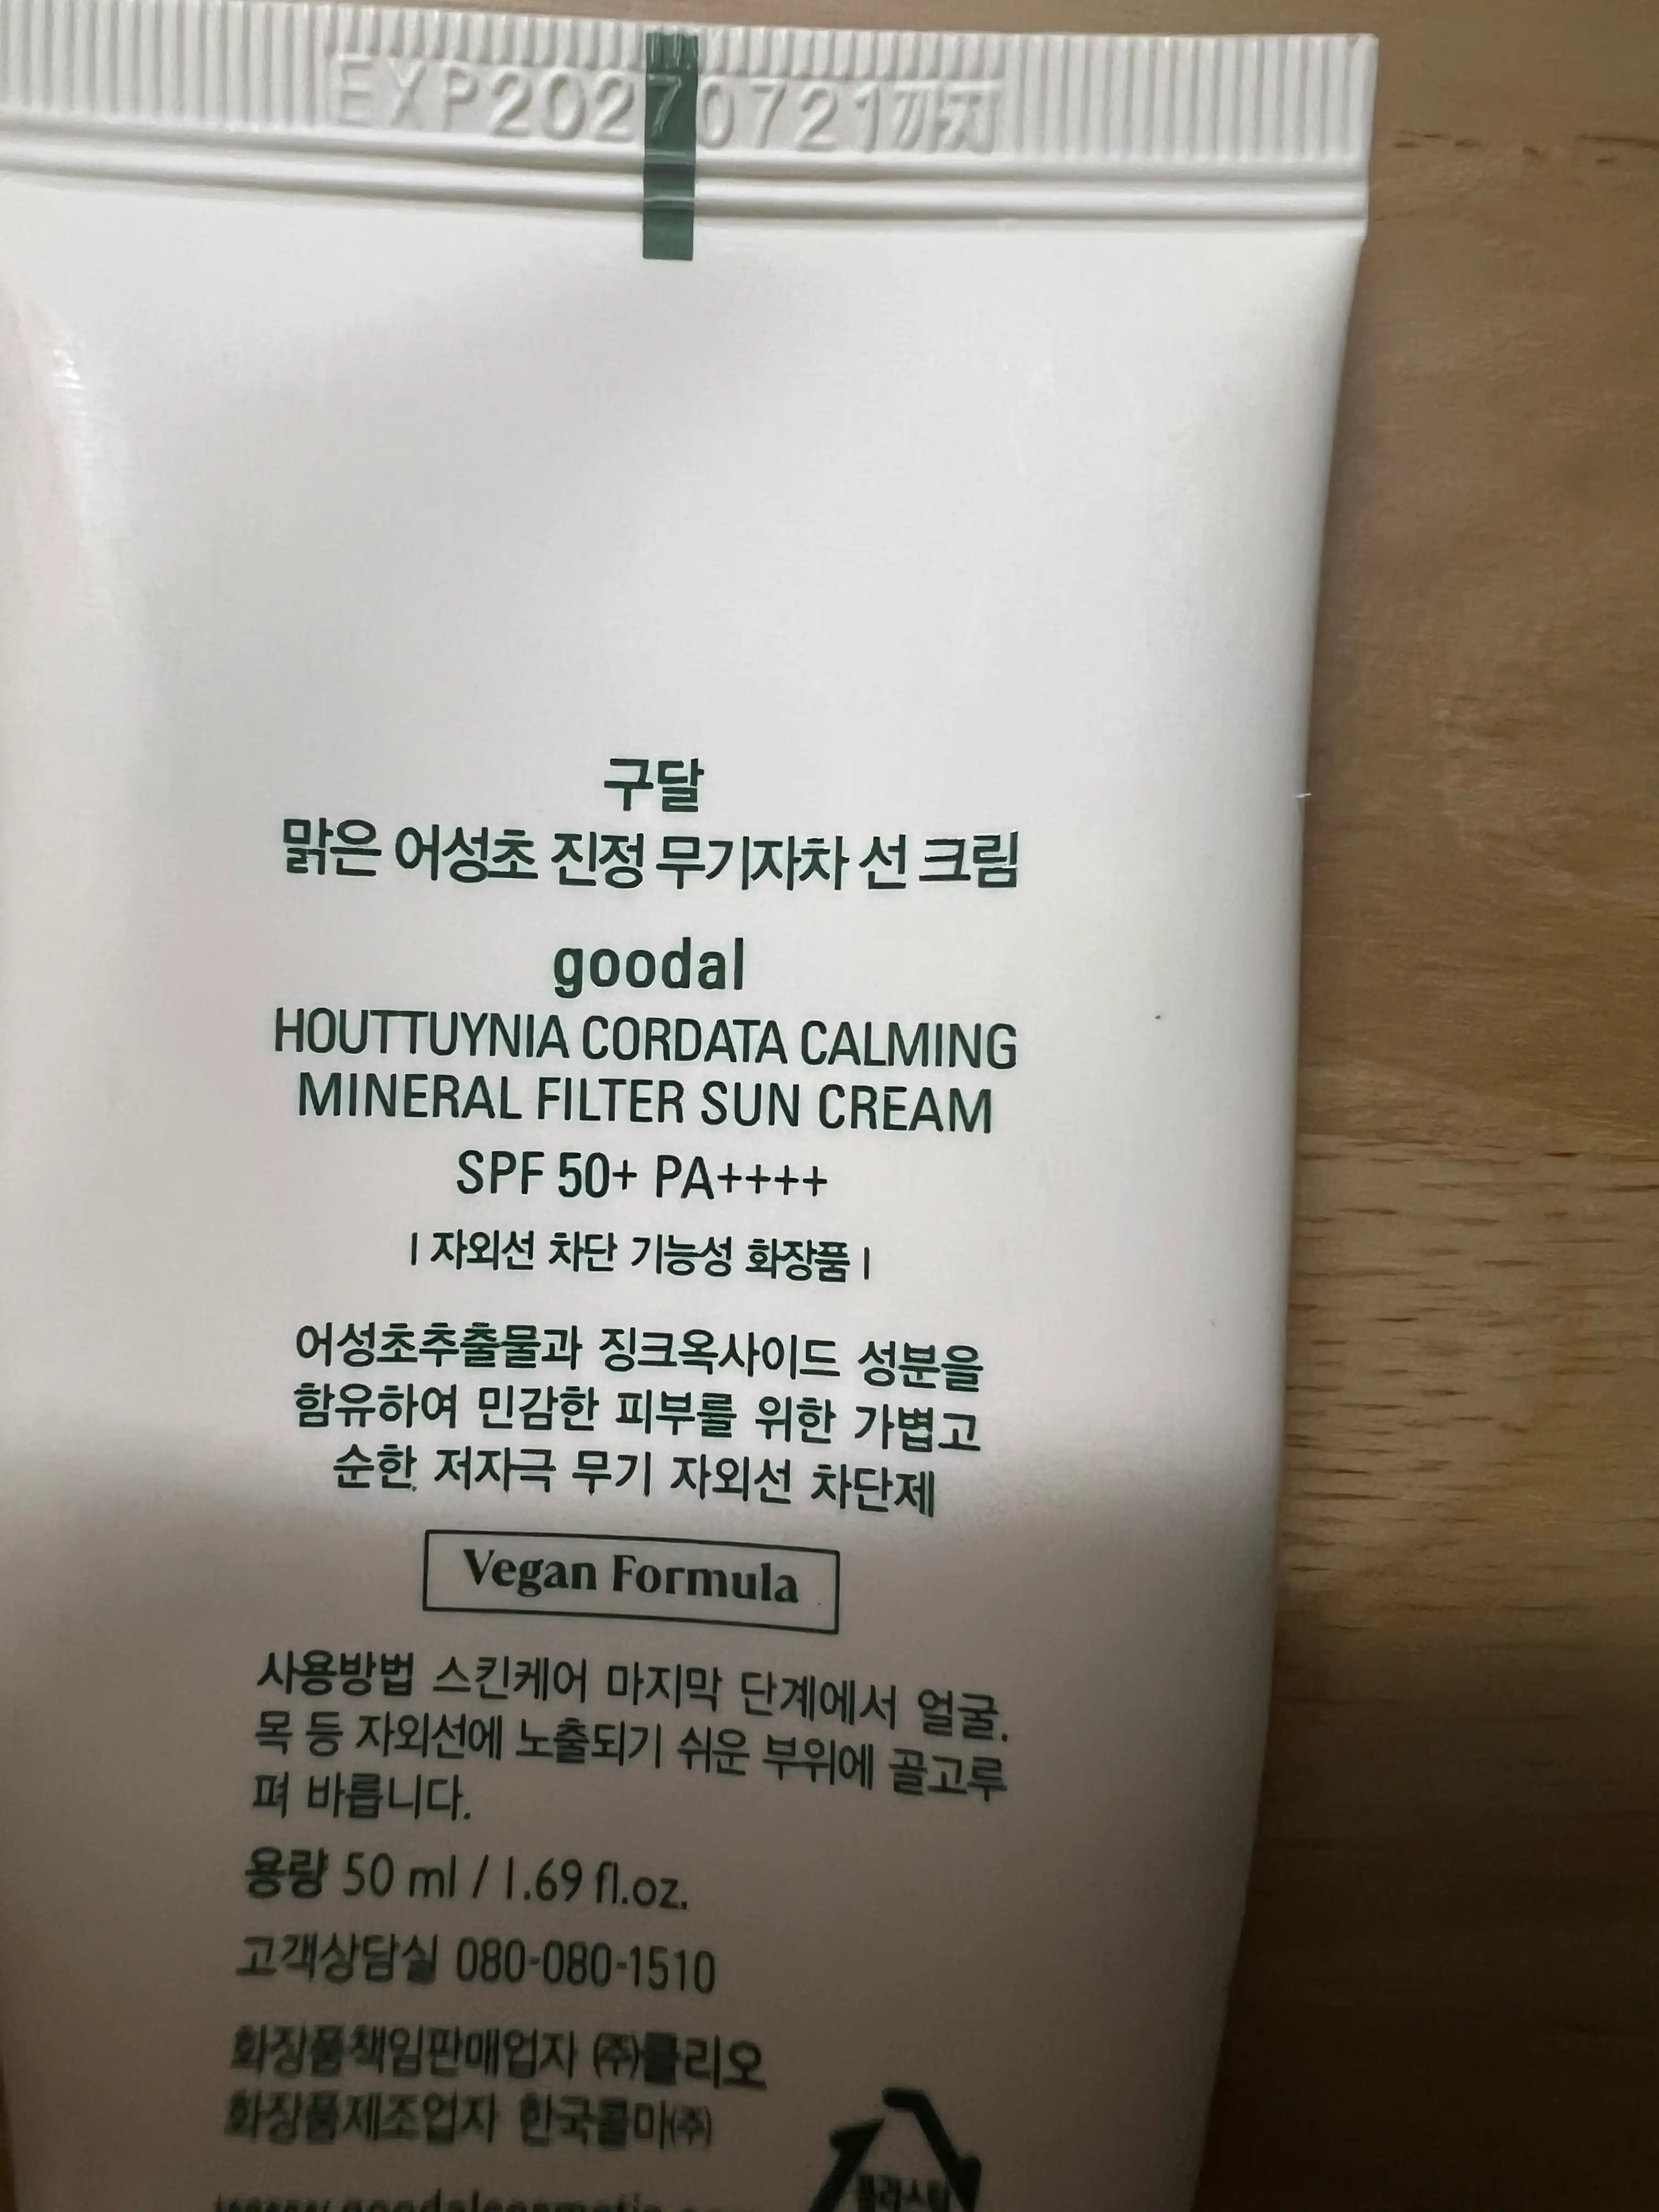 EXP20270721까지
구달
맑은 어성초 진정 무기자차 선 크림
goodal
HOUTTUYNIA CORDATA CALMING
MINERAL FILTER SUN CREAM
SPF 50+ PA++++
| 자외선 차단 기능성 화장품 |
어성초추출물과 징크옥사이드 성분을
함유하여 민감한 피부를 위한 가볍고
순한 저자극 무기 자외선 차단제
Vegan Formula
사용방법 스킨케어 마지막 단계에서 얼굴,
목 등 자외선에 노출되기 쉬운 부위에 골고루
펴 바릅니다.
용량 50 ml / 1.69 fl.oz.
고객상담실 080-080-1510
화장품책임판매업자 ㈜클리오
화장품제조업자 한국콜마㈜
플라스틱